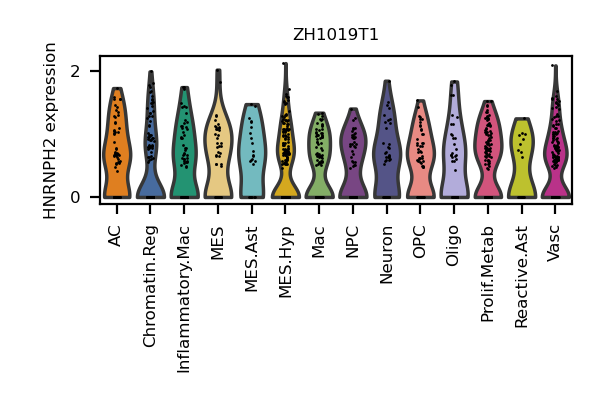 ZH1019T1
HNRNPH2 expression
2
0
AC
Chromatin.Reg
Inflammatory.Mac
MES
MES.Ast
MES.Hyp
Mac
NPC
Neuron
OPC
Oligo
Prolif.Metab
Reactive.Ast
Vasc